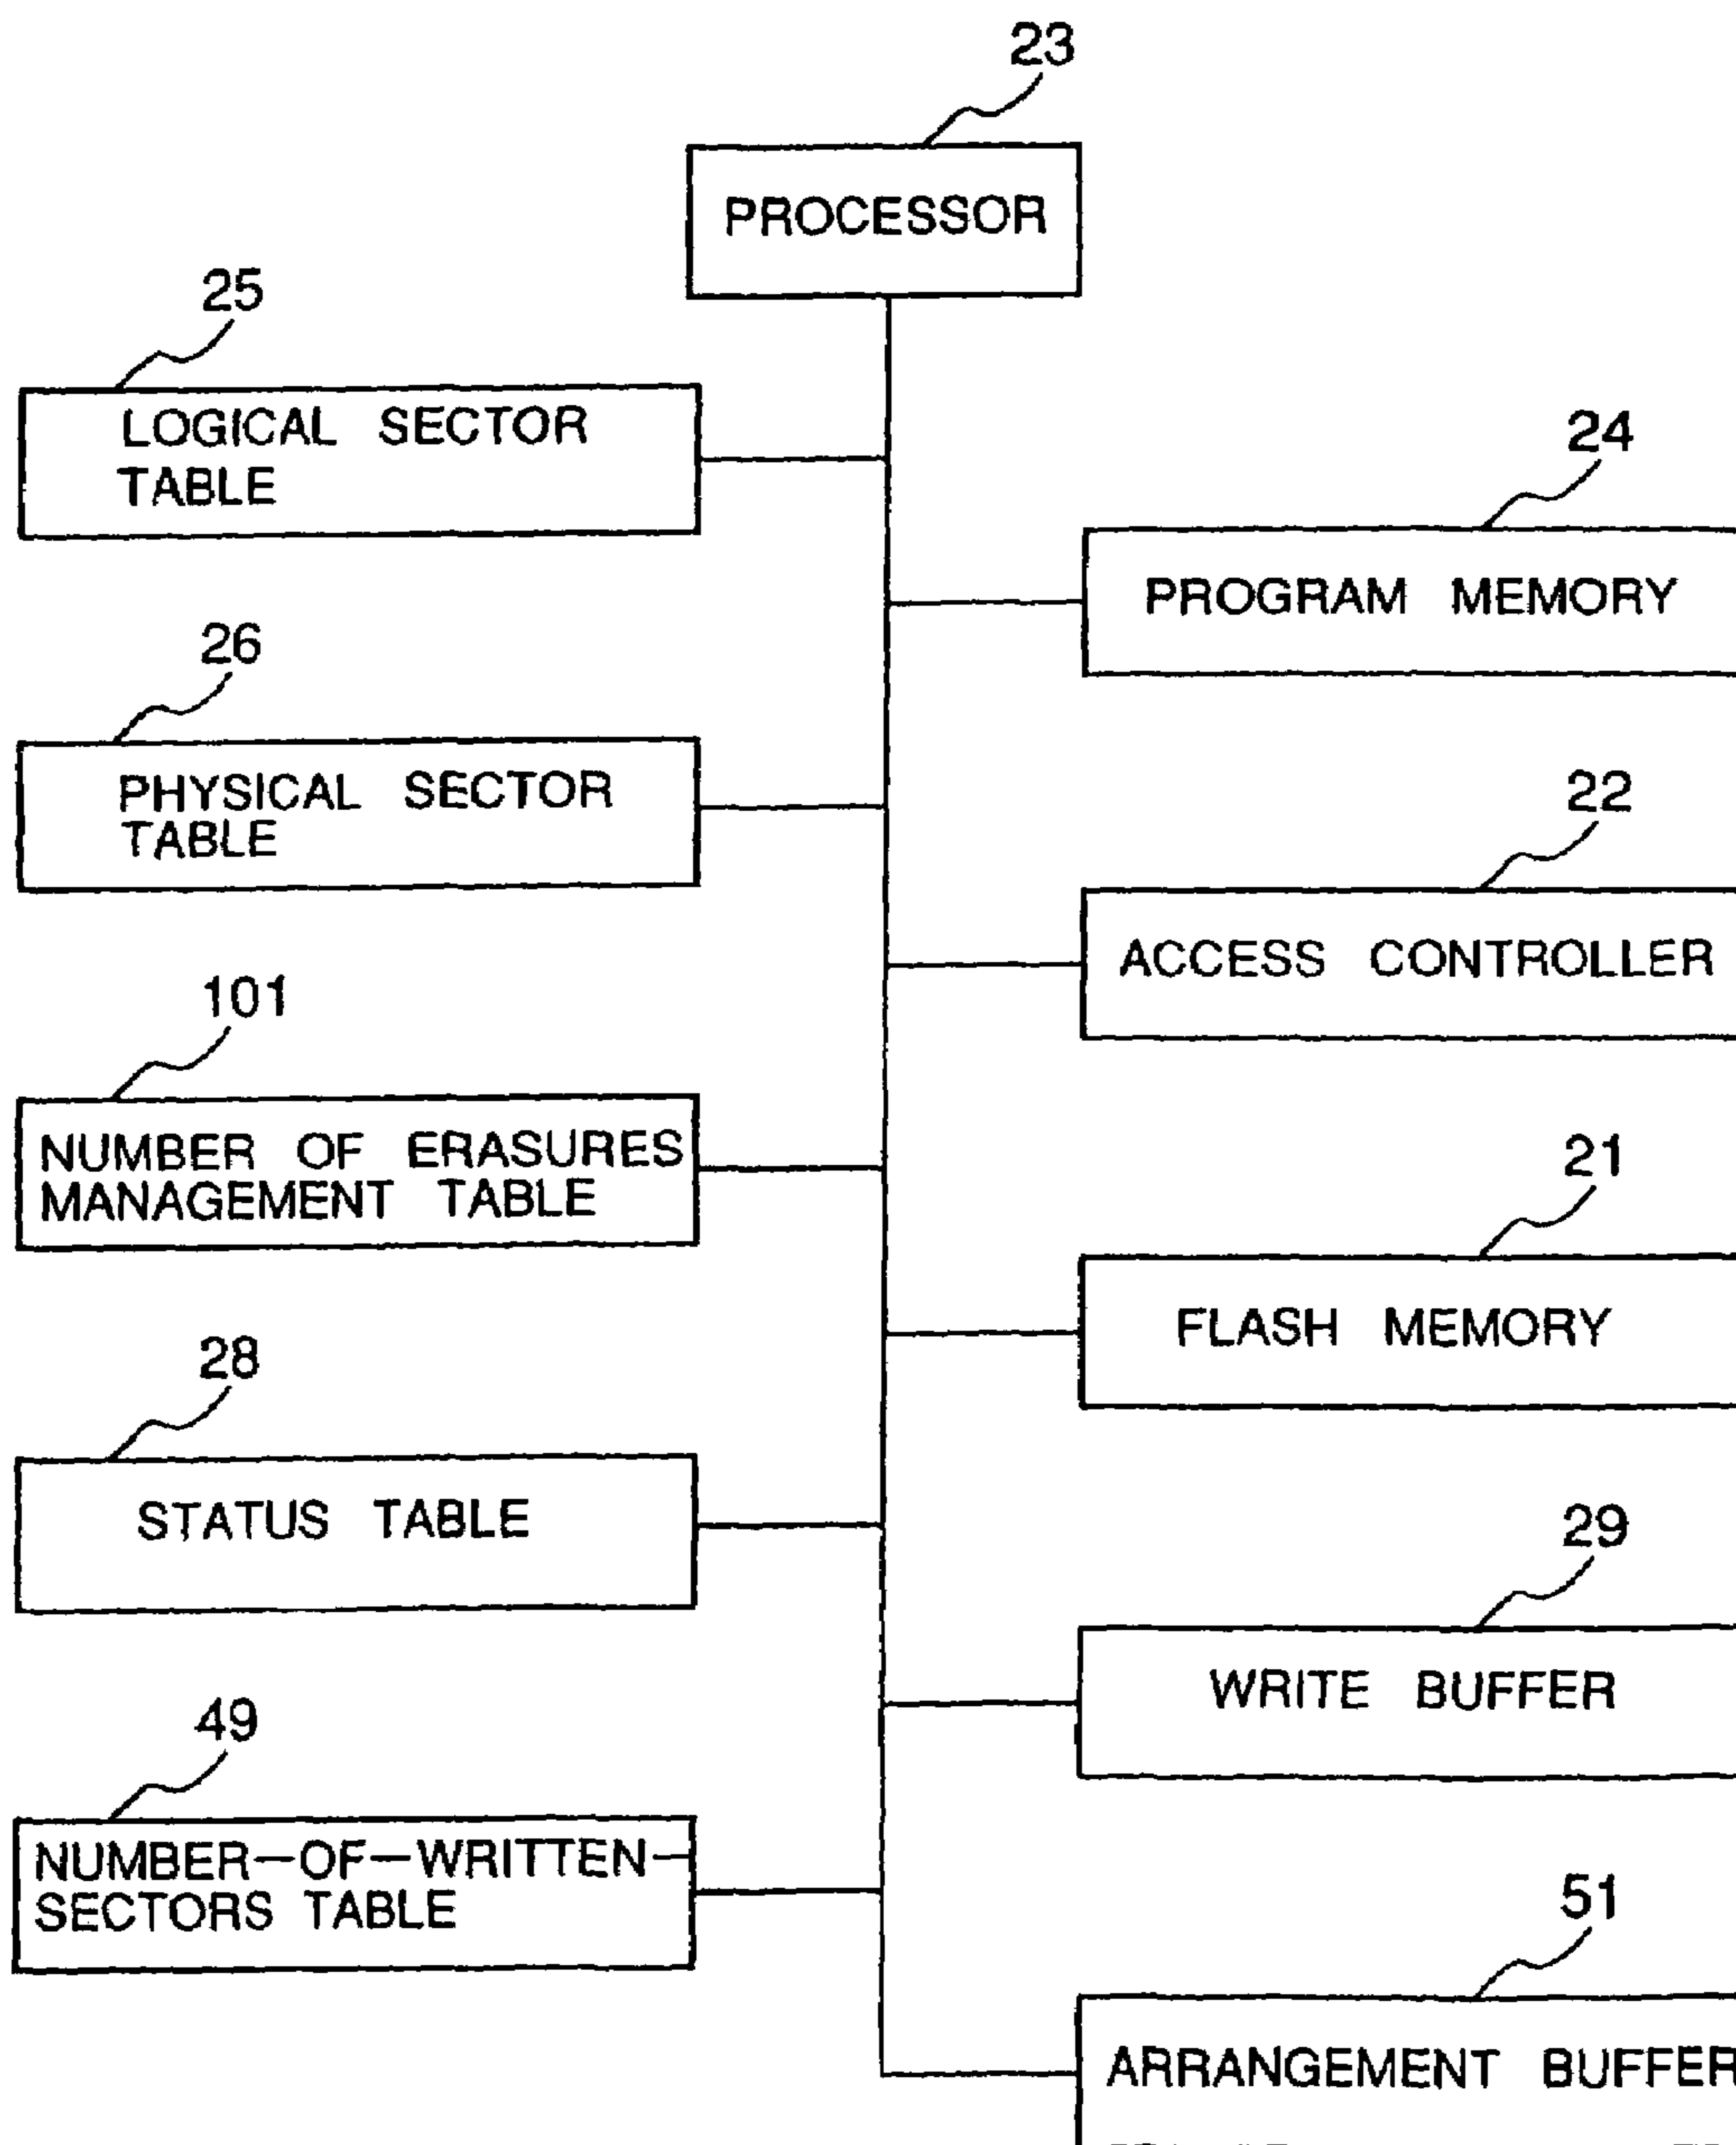 23
PROCESSOR
25
LOGICAL SECTOR
TABLE
24
PROGRAM MEMORY
26
PHYSICAL SECTOR
TABLE
22
ACCESS CONTROLLER
101
NUMBER OF ERASURES
MANAGEMENT TABLE
21
FLASH MEMORY
28
STATUS TABLE
29
WRITE BUFFER
49
NUMBER-OF-WRITTEN-
SECTORS TABLE
51
ARRANGEMENT BUFFER